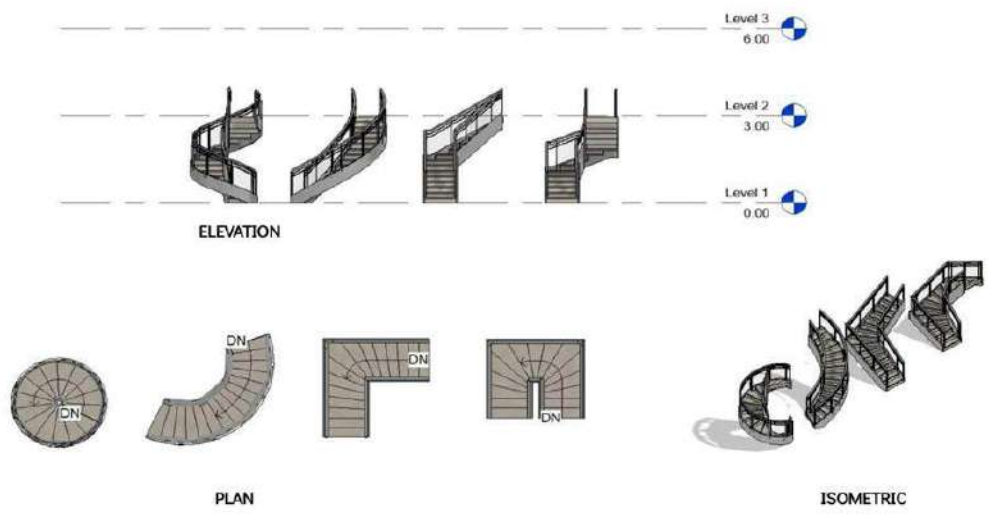 Level 3
6.00
Level 2
3.00
Level 1
0.00
ELEVATION
DN
DN
DN
DN
PLAN
ISOMETRIC